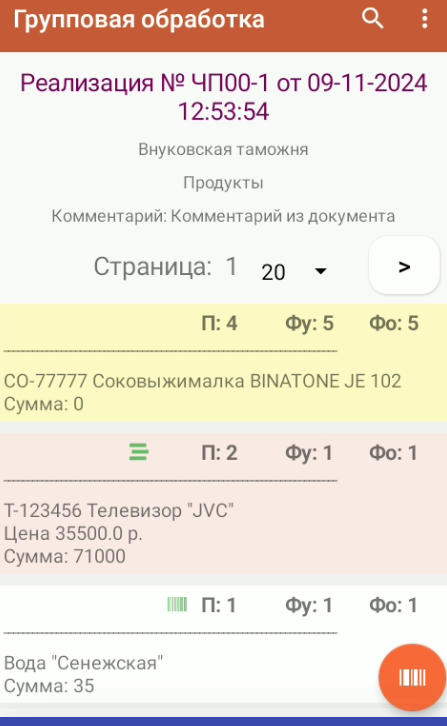 Групповая обработка
Реализация № ЧП00-1 от 09-11-2024
12:53:54
Внуковская таможня
Продукты
Комментарий: Комментарий из документа
Страница: 1 20 >
П: 4 Фу: 5 Фо: 5
СО-77777 Соковыжималка BINATONE JE 102
Сумма: 0
П: 2 Фу: 1 Фо: 1
Т-123456 Телевизор "JVC"
Цена 35500.0 р.
Сумма: 71000
П: 1 Фу: 1 Фо: 1
Вода "Сенежская"
Сумма: 35